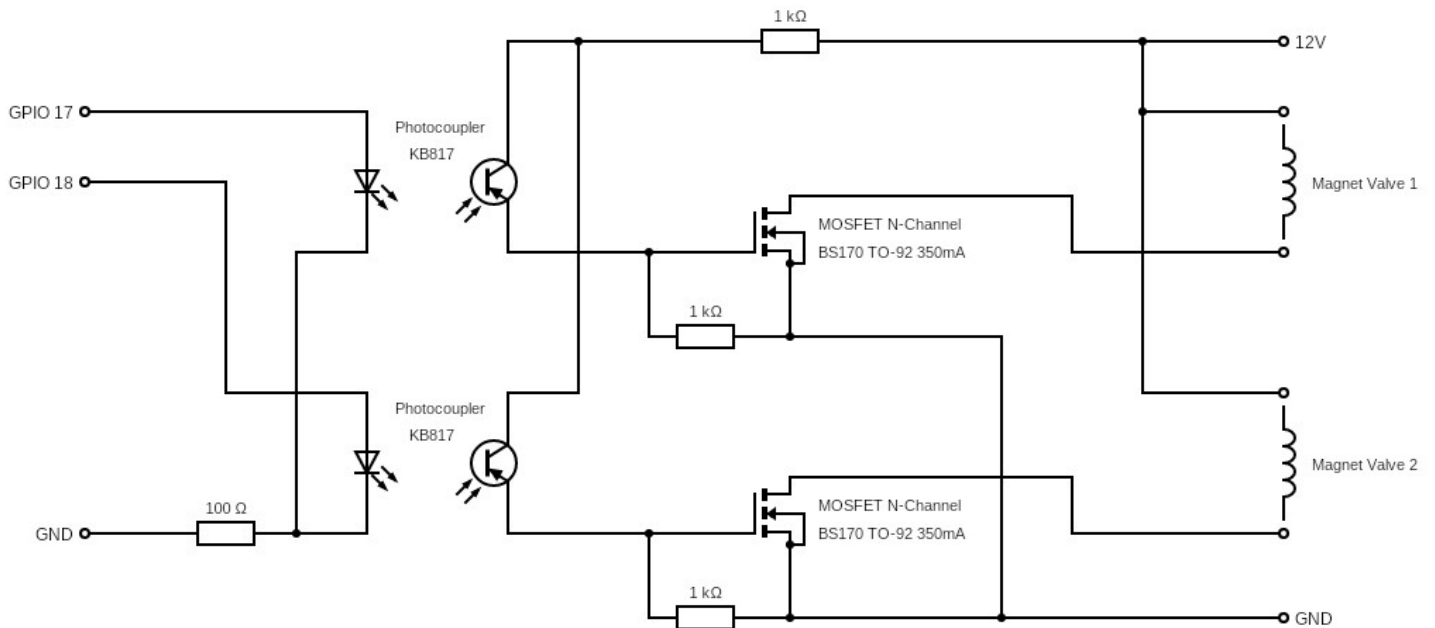 1 kΩ
12V
GPIO 17
Photocoupler
KB817
GPIO 18
Magnet Valve 1
MOSFET N-Channel
BS170 TO-92 350mA
1 kΩ
Photocoupler
KB817
Magnet Valve 2
100 Ω
MOSFET N-Channel
BS170 TO-92 350mA
GND
1 kΩ
GND